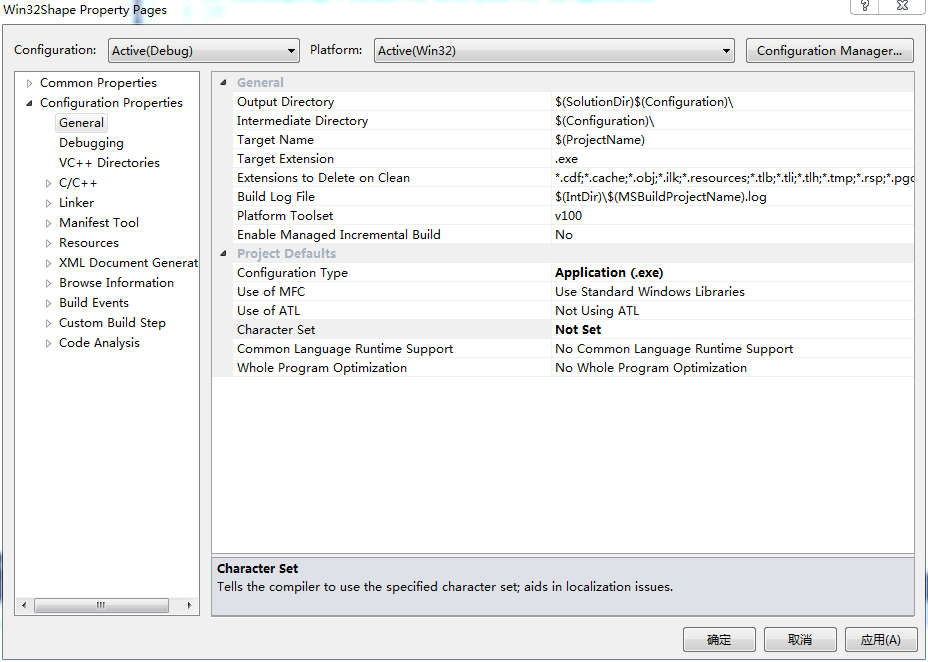 Win32Shape Property Pages
Configuration: Active(Debug) Platform: Active(Win32) Configuration Manager...
Common Properties
Configuration Properties
General
Debugging
VC++ Directories
C/C++
Linker
Manifest Tool
Resources
XML Document Generat
Browse Information
Build Events
Custom Build Step
Code Analysis
General
Output Directory $(SolutionDir)$(Configuration)\
Intermediate Directory $(Configuration)\
Target Name $(ProjectName)
Target Extension .exe
Extensions to Delete on Clean *.cdf;*.cache;*.obj;*.ilk;*.resources;*.tlb;*.tli;*.tlh;*.tmp;*.rsp;*.pgc
Build Log File $(IntDir)\$(MSBuildProjectName).log
Platform Toolset v100
Enable Managed Incremental Build No
Project Defaults
Configuration Type Application (.exe)
Use of MFC Use Standard Windows Libraries
Use of ATL Not Using ATL
Character Set Not Set
Common Language Runtime Support No Common Language Runtime Support
Whole Program Optimization No Whole Program Optimization
Character Set
Tells the compiler to use the specified character set; aids in localization issues.
确定 取消 应用(A)